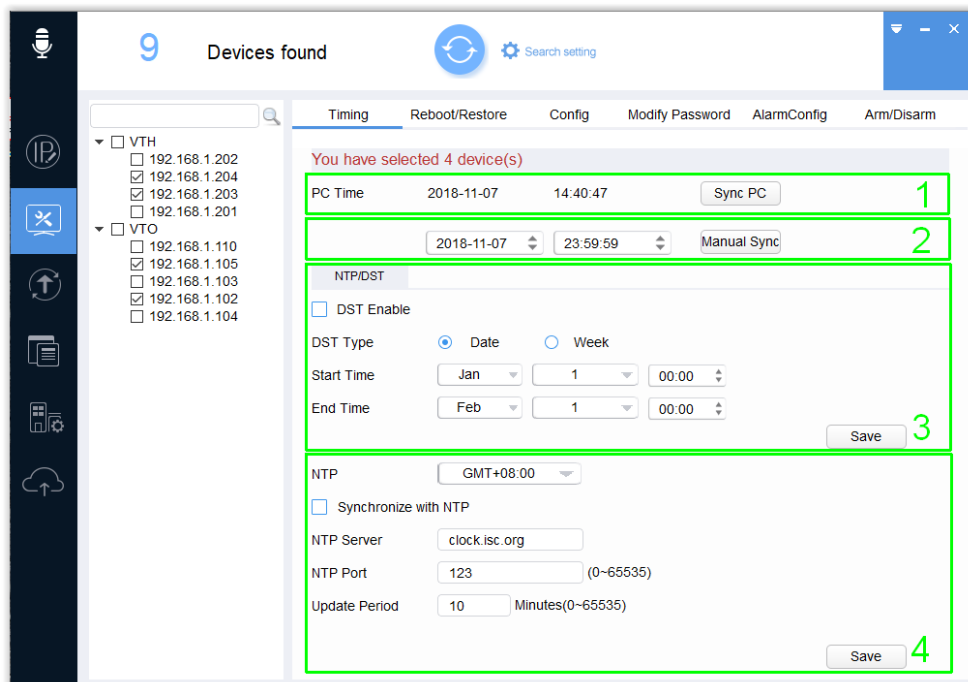 9 Devices found Search setting
Timing Reboot/Restore Config Modify Password AlarmConfig Arm/Disarm
VTH
192.168.1.202
192.168.1.204
192.168.1.203
192.168.1.201
VTO
192.168.1.110
192.168.1.105
192.168.1.103
192.168.1.102
192.168.1.104
You have selected 4 device(s)
PC Time 2018-11-07 14:40:47 Sync PC 1
2018-11-07 23:59:59 Manual Sync 2
NTP/DST
DST Enable
DST Type Date Week
Start Time Jan 1 00:00
End Time Feb 1 00:00
Save 3
NTP GMT+08:00
Synchronize with NTP
NTP Server clock.isc.org
NTP Port 123 (0~65535)
Update Period 10 Minutes(0~65535)
Save 4
IP